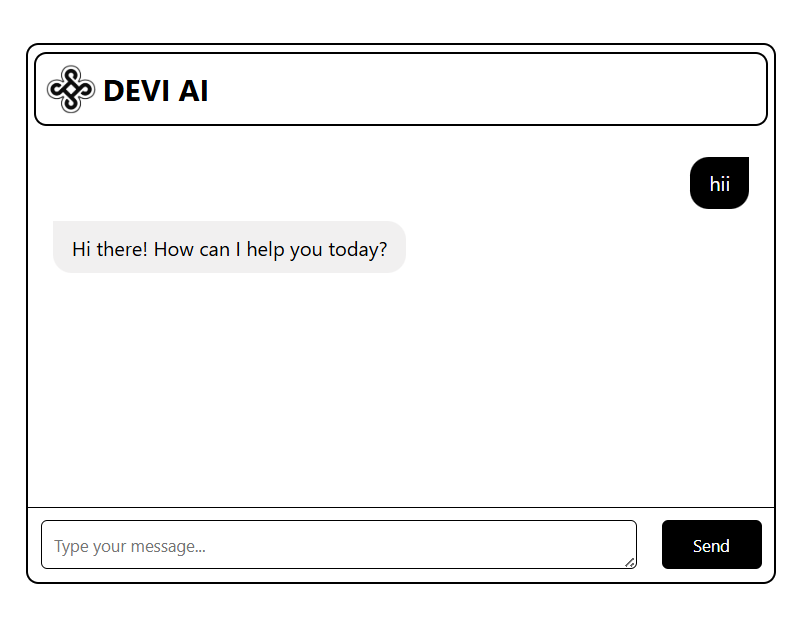 DEVI AI
hii
Hi there! How can I help you today?
Type your message...
Send